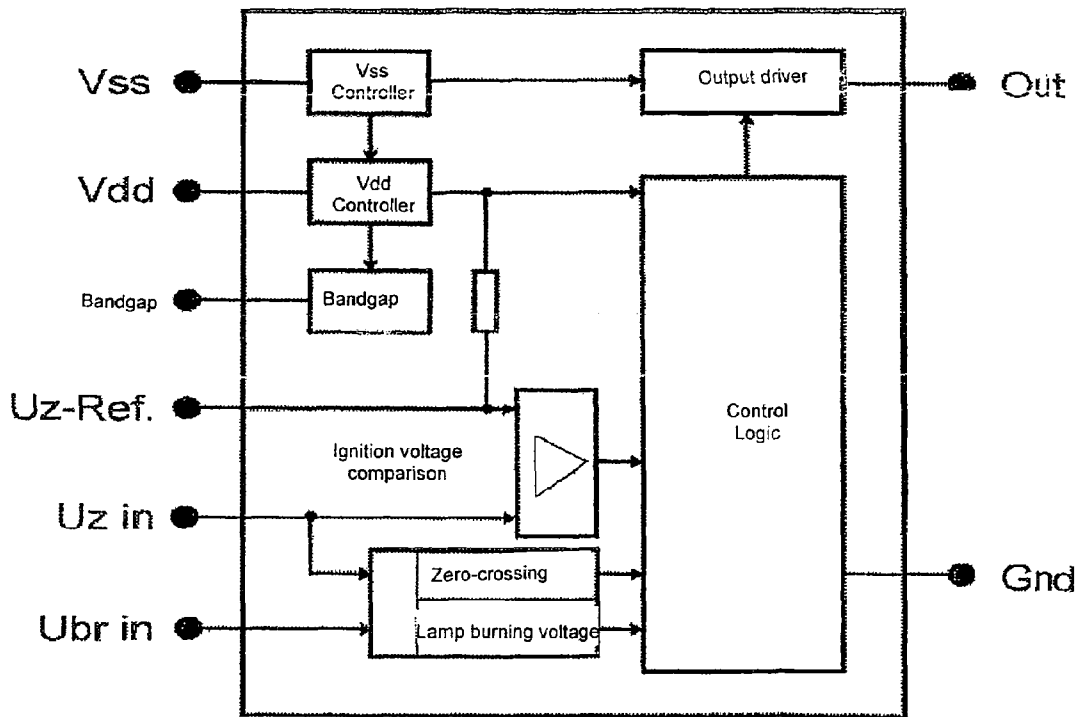 Vss
Vss
Controller
Output driver
Out
Vdd
Vdd
Controller
Bandgap
Bandgap
Uz-Ref.
Ignition voltage
comparison
Control
Logic
Uz in
Zero-crossing
Gnd
Ubr in
Lamp burning voltage